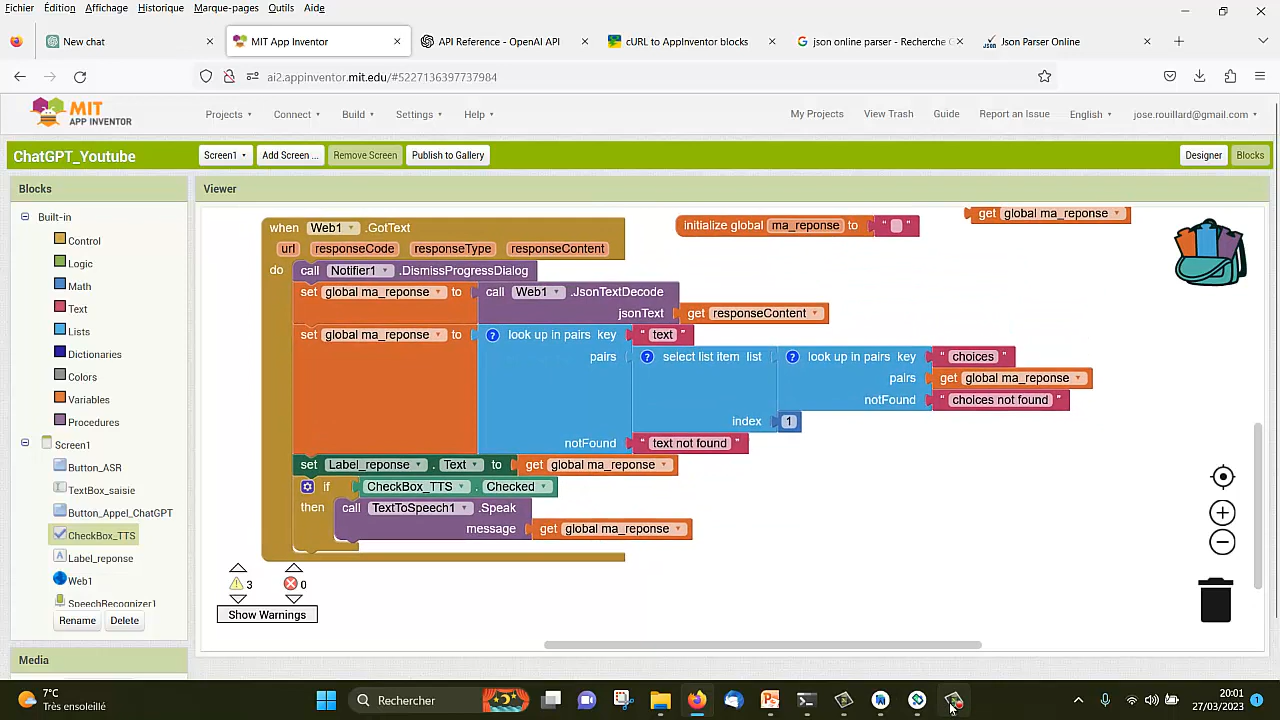 Fichier Édition Affichage Historique Marque-pages Outils Aide
New chat
MIT App Inventor
API Reference - OpenAI API
cURL to AppInventor blocks
json online parser - Recherche G
Json Parser Online
ai2.appinventor.mit.edu/#5227136397737984
MIT
APP INVENTOR
Projects Connect Build Settings Help
My Projects View Trash Guide Report an Issue English jose.rouillard@gmail.com
ChatGPT_Youtube
Screen1 Add Screen ... Remove Screen Publish to Gallery
Designer Blocks
Blocks
Viewer
Built-in
Control
Logic
Math
Text
Lists
Dictionaries
Colors
Variables
Procedures
Screen1
Button_ASR
TextBox_saisie
Button_Appel_ChatGPT
CheckBox_TTS
Label_reponse
Web1
SpeechRecognizer1
Rename Delete
Media
when Web1 .GotText
url responseCode responseType responseContent
do call Notifier1 .DismissProgressDialog
set global ma_reponse to call Web1 .JsonTextDecode
jsonText get responseContent
set global ma_reponse to look up in pairs key " text "
pairs select list item list look up in pairs key " choices "
pairs get global ma_reponse
notFound " choices not found "
index 1
notFound " text not found "
set Label_reponse . Text to get global ma_reponse
if CheckBox_TTS . Checked
then call TextToSpeech1 .Speak
message get global ma_reponse
initialize global ma_reponse to " "
get global ma_reponse
3 0
Show Warnings
7°C
Très ensoleillé
Rechercher
20:01
27/03/2023
1